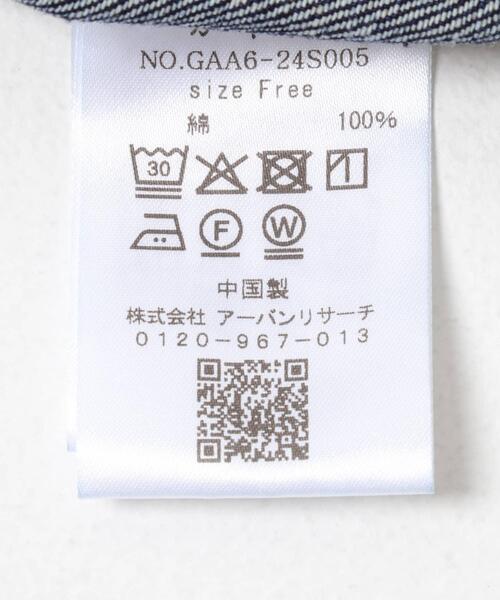 NO.GAA6-24S005
size Free
綿 100%
30
F W
中国製
株式会社 アーバンリサーチ
0120-967-013